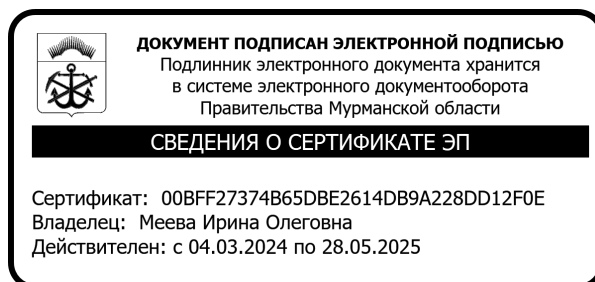 ДОКУМЕНТ ПОДПИСАН ЭЛЕКТРОННОЙ ПОДПИСЬЮ
Подлинник электронного документа хранится
в системе электронного документооборота
Правительства Мурманской области
СВЕДЕНИЯ О СЕРТИФИКАТЕ ЭП
Сертификат: 00BFF27374B65DBE2614DB9A228DD12F0E
Владелец: Меева Ирина Олеговна
Действителен: с 04.03.2024 по 28.05.2025